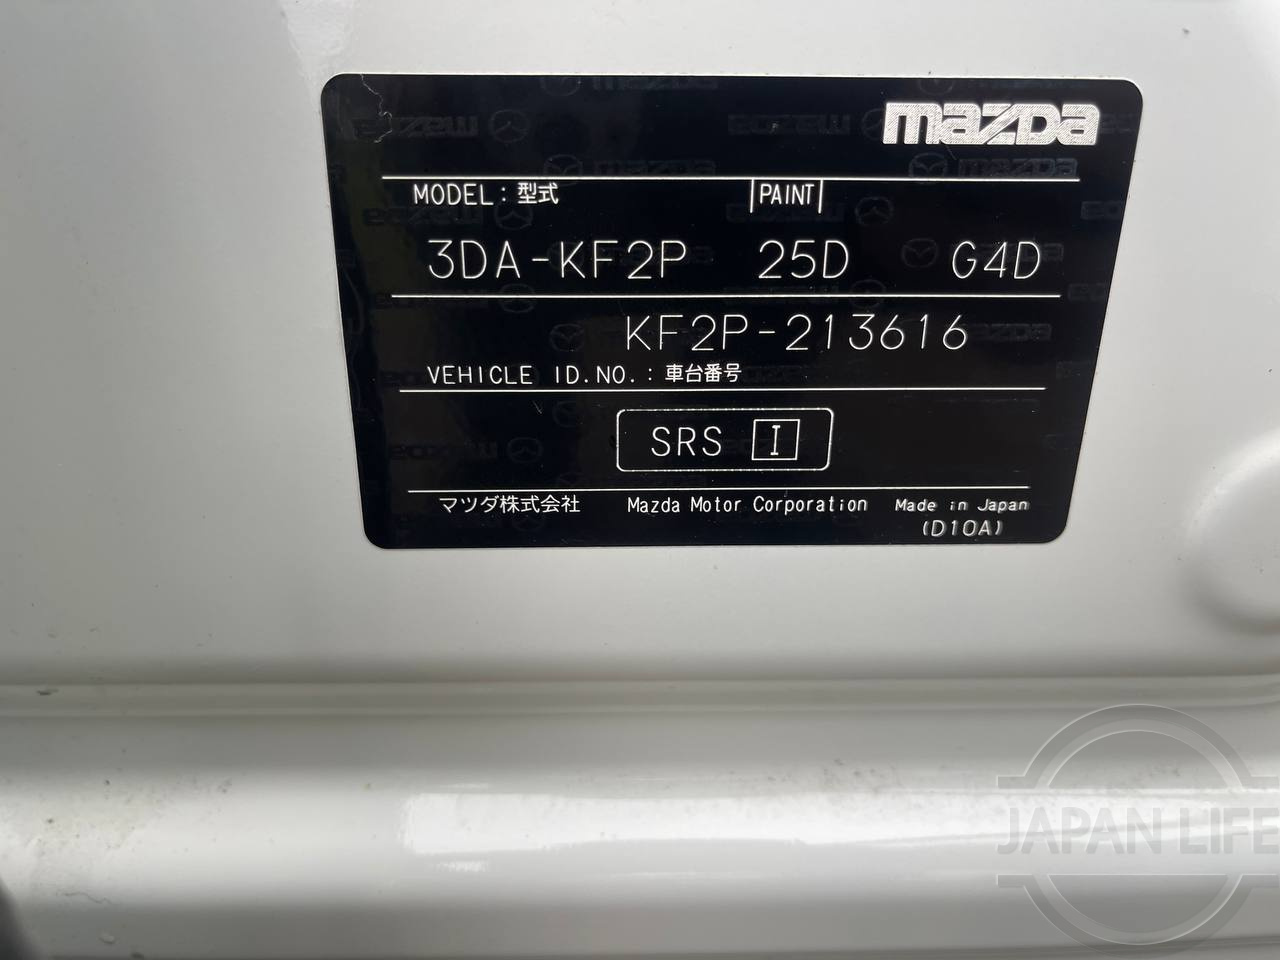 mazda
MODEL: 型式 PAINT
3DA-KF2P 25D G4D
KF2P-213616
VEHICLE ID.NO.: 車台番号
SRS I
マツダ株式会社 Mazda Motor Corporation Made in Japan
(D10A)
JAPAN LIFE